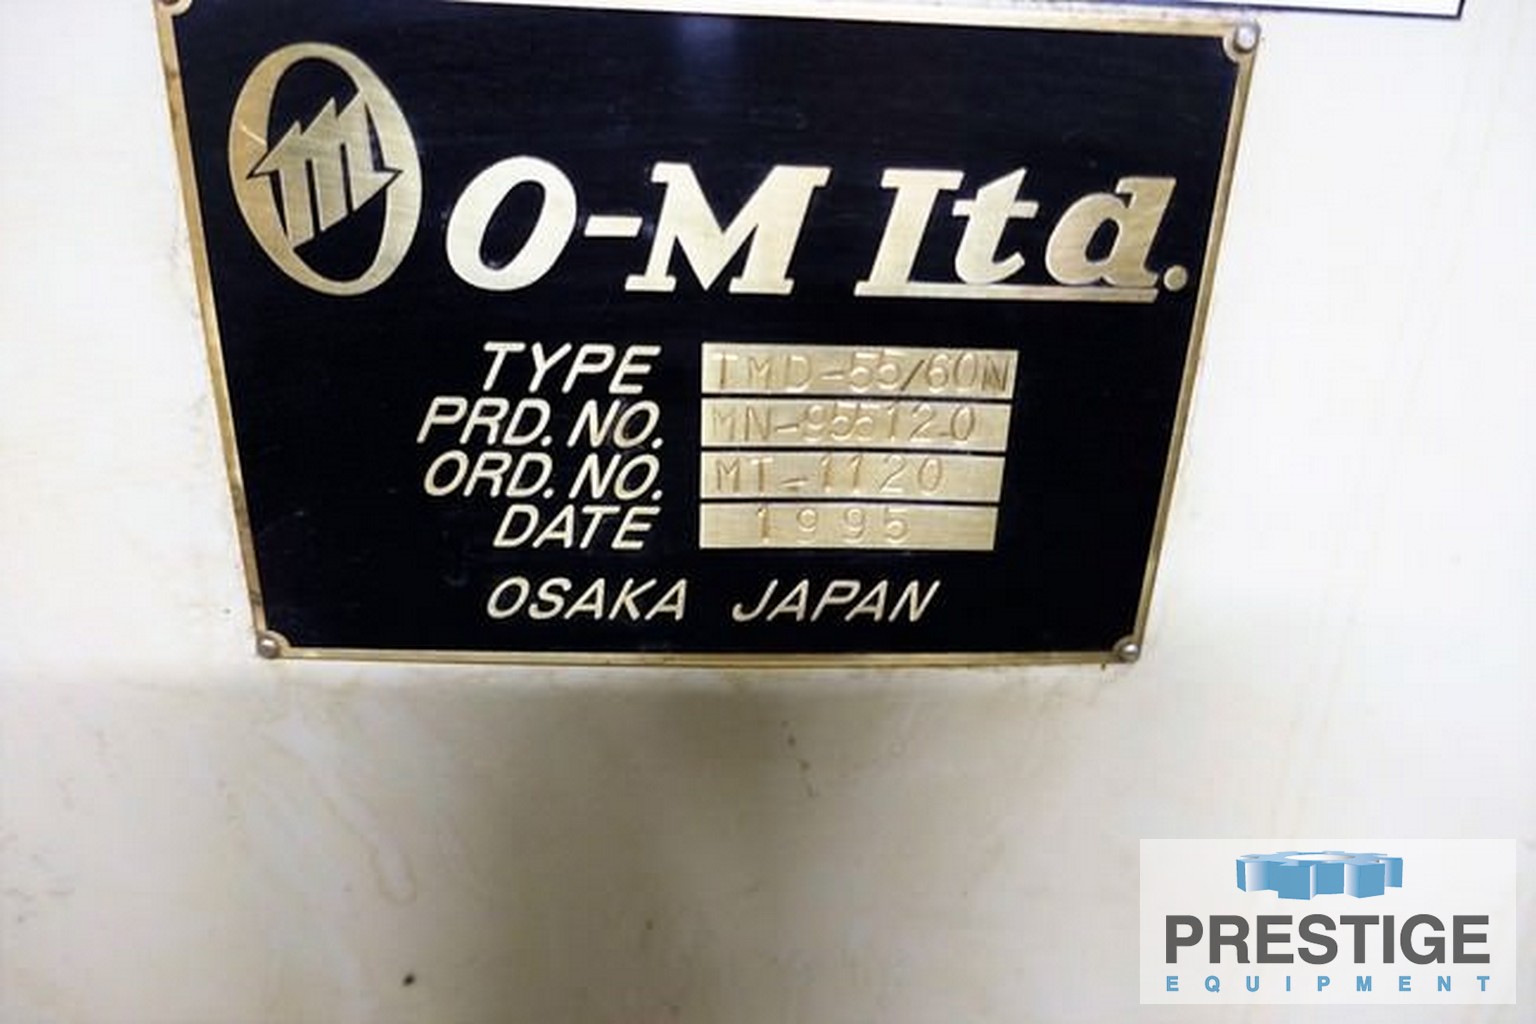 O-M Ltd.
TYPE TMD-55/60N
PRD. NO. MN-955120
ORD. NO. MT-1120
DATE 1995
OSAKA JAPAN
PRESTIGE
EQUIPMENT